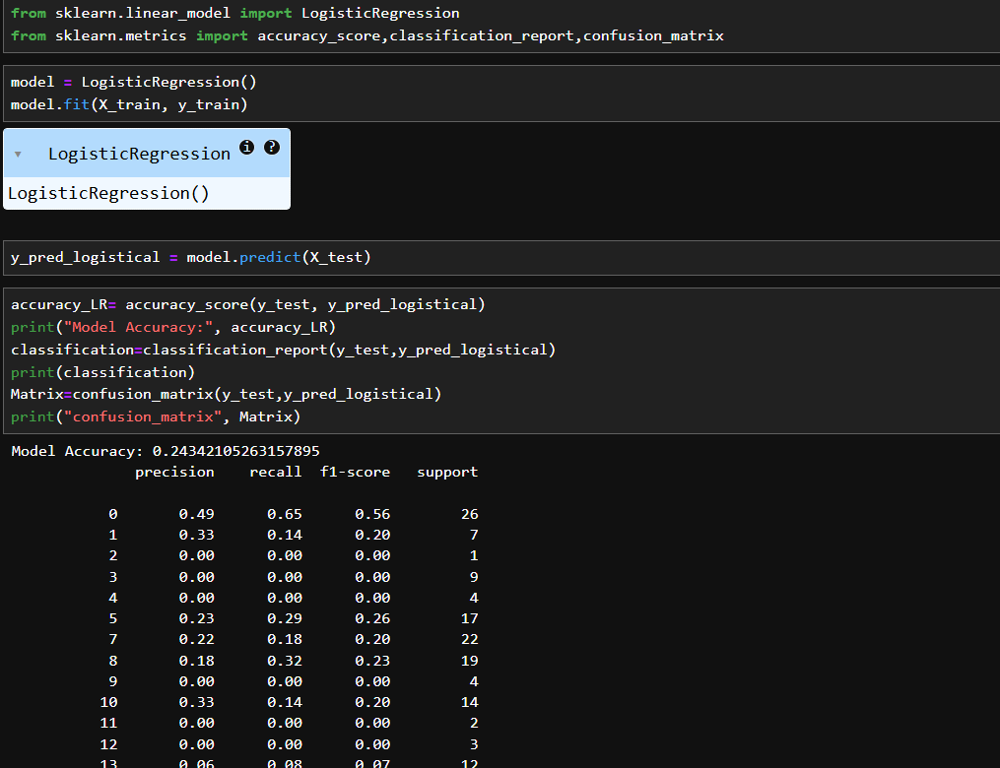 from sklearn.linear_model import LogisticRegression
from sklearn.metrics import accuracy_score,classification_report,confusion_matrix
model = LogisticRegression()
model.fit(X_train, y_train)
LogisticRegression i ?
LogisticRegression()
y_pred_logistical = model.predict(X_test)
accuracy_LR= accuracy_score(y_test, y_pred_logistical)
print("Model Accuracy:", accuracy_LR)
classification=classification_report(y_test,y_pred_logistical)
print(classification)
Matrix=confusion_matrix(y_test,y_pred_logistical)
print("confusion_matrix", Matrix)
Model Accuracy: 0.24342105263157895
precision recall f1-score support
0 0.49 0.65 0.56 26
1 0.33 0.14 0.20 7
2 0.00 0.00 0.00 1
3 0.00 0.00 0.00 9
4 0.00 0.00 0.00 4
5 0.23 0.29 0.26 17
7 0.22 0.18 0.20 22
8 0.18 0.32 0.23 19
9 0.00 0.00 0.00 4
10 0.33 0.14 0.20 14
11 0.00 0.00 0.00 2
12 0.00 0.00 0.00 3
13 0.06 0.08 0.07 12